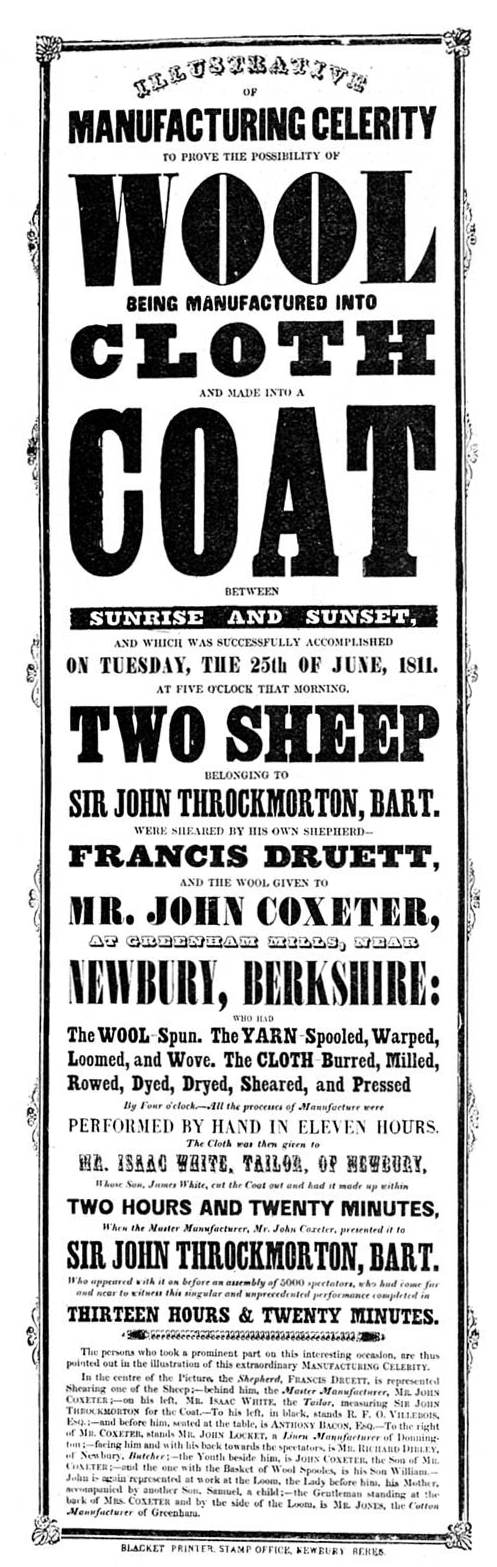 ILLUSTRATIVE
OF
MANUFACTURING CELERITY
TO PROVE THE POSSIBILITY OF
WOOL
BEING MANUFACTURED INTO
CLOTH
AND MADE INTO A
COAT
BETWEEN
SUNRISE AND SUNSET,
AND WHICH WAS SUCCESSFULLY ACCOMPLISHED
ON TUESDAY, THE 25th OF JUNE, 1811.
AT FIVE O'CLOCK THAT MORNING,
TWO SHEEP
BELONGING TO
SIR JOHN THROCKMORTON, BART.
WERE SHEARED BY HIS OWN SHEPHERD—
FRANCIS DRUETT,
AND THE WOOL GIVEN TO
MR. JOHN COXETER,
AT GREENHAM MILLS, NEAR
NEWBURY, BERKSHIRE:
WHO HAD
The WOOL-Spun. The YARN-Spooled, Warped,
Loomed, and Wove. The CLOTH-Burred, Milled,
Rowed, Dyed, Dryed, Sheared, and Pressed
By Four o'clock.—All the processes of Manufacture were
PERFORMED BY HAND IN ELEVEN HOURS.
The Cloth was then given to
MR. ISAAC WHITE, TAILOR, OF NEWBURY,
Whose Son, James White, cut the Coat out and had it made up within
TWO HOURS AND TWENTY MINUTES,
When the Master Manufacturer, Mr. John Coxeter, presented it to
SIR JOHN THROCKMORTON, BART.
Who appeared with it on before an assembly of 5000 spectators, who had come far
and near to witness this singular and unprecedented performance completed in
THIRTEEN HOURS & TWENTY MINUTES.
The persons who took a prominent part on this interesting occasion, are thus
pointed out in the illustration of this extraordinary MANUFACTURING CELERITY.
In the centre of the Picture, the Shepherd, FRANCIS DRUETT, is represented
Shearing one of the Sheep;—behind him, the Master Manufacturer, MR. JOHN
COXETER;—on his left, MR. ISAAC WHITE, the Tailor, measuring SIR JOHN
THROCKMORTON for the Coat.—To his left, in black, stands R. F. O. VILLEBOIS,
ESQ.;—and before him, seated at the table, is ANTHONY BACON, ESQ.—To the right
of MR. COXETER, stands MR. JOHN LOCKET, a Linen Manufacturer of Donning-
ton;—facing him and with his back towards the spectators, is MR. RICHARD DIBLEY,
of Newbury, Butcher;—the Youth beside him, is JOHN COXETER, the Son of MR.
COXETER;—and the one with the Basket of Wool Spooles, is his Son William.—
John is again represented at work at the Loom, the Lady before him, his Mother,
accompanied by another Son, Samuel, a child;—the Gentleman standing at the
back of MRS. COXETER and by the side of the Loom, is MR. JONES, the Cotton
Manufacturer of Greenham.
BLACKET PRINTER, STAMP OFFICE, NEWBURY BERKS.